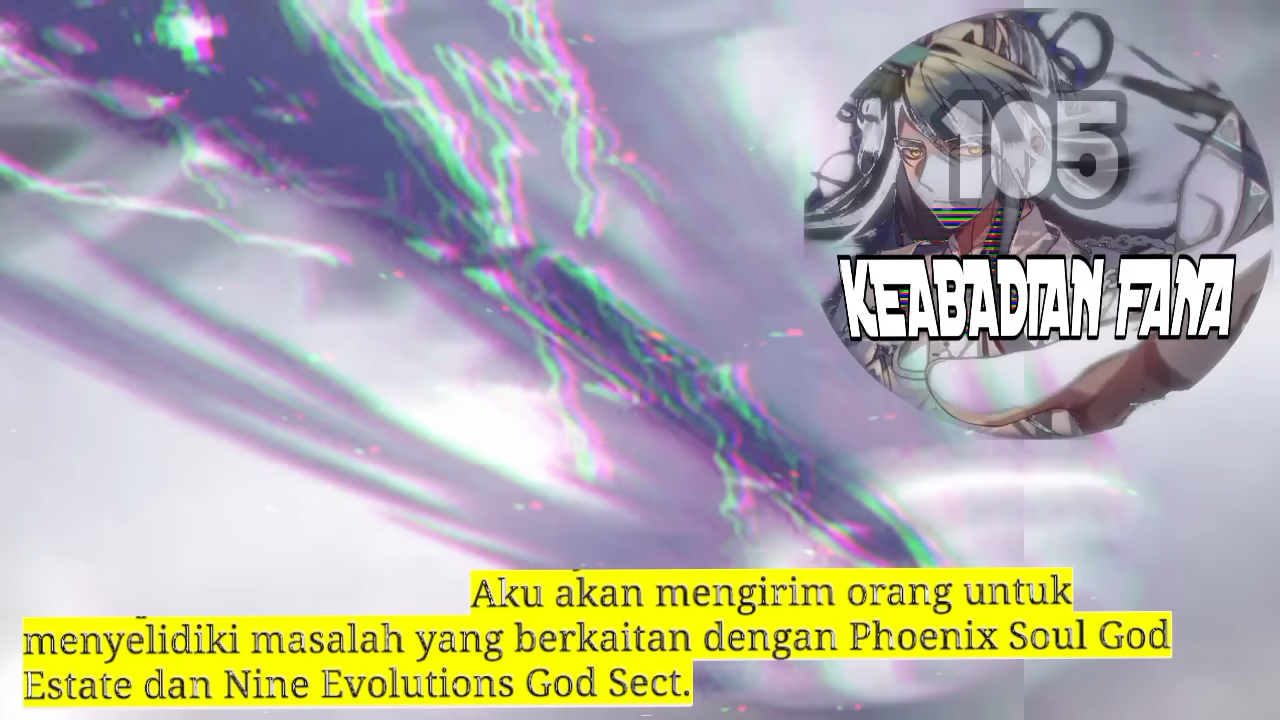 105
KEABADIAN FANA
Aku akan mengirim orang untuk
menyelidiki masalah yang berkaitan dengan Phoenix Soul God
Estate dan Nine Evolutions God Sect.